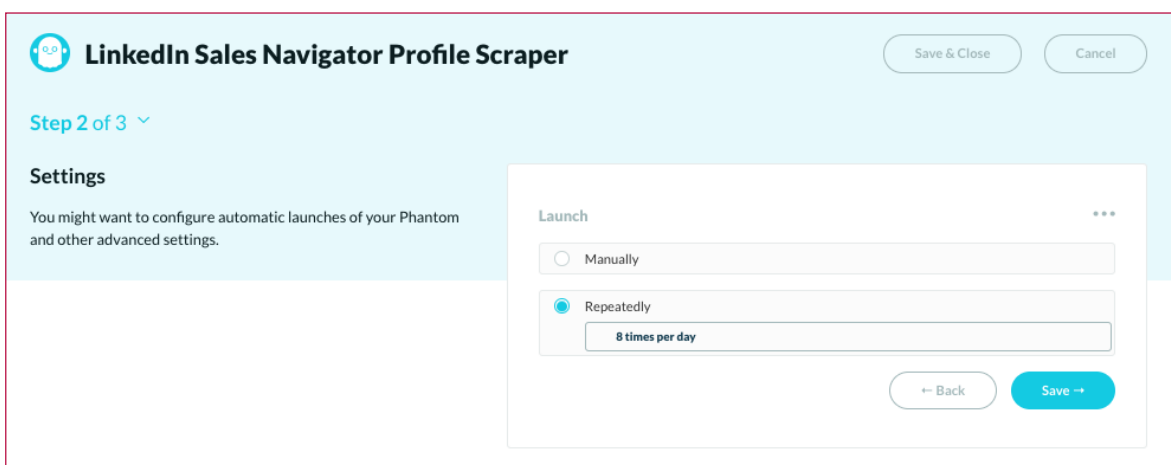 LinkedIn Sales Navigator Profile Scraper
Save & Close
Cancel
Step 2 of 3
Settings
You might want to configure automatic launches of your Phantom
and other advanced settings.
Launch
Manually
Repeatedly
8 times per day
← Back
Save →